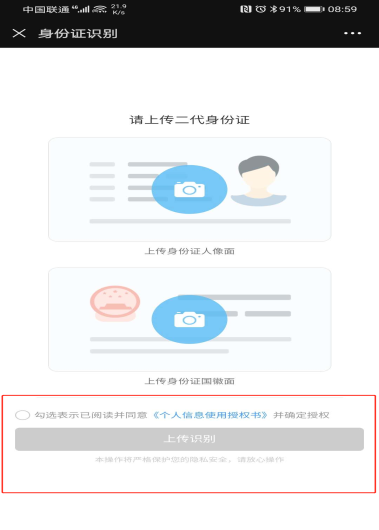 中国联通 4G 21.9 K/s 91% 08:59
身份证识别
请上传二代身份证
上传身份证人像面
上传身份证国徽面
勾选表示已阅读并同意《个人信息使用授权书》并确定授权
上传识别
本操作将严格保护您的隐私安全，请放心操作